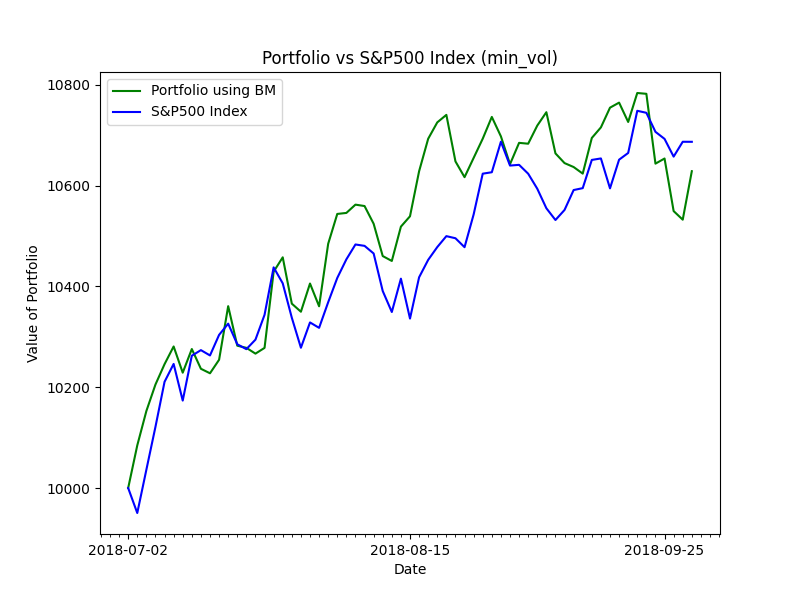 Portfolio vs S&P500 Index (min_vol)
Portfolio using BM
S&P500 Index
10800
10600
10400
10200
10000
Value of Portfolio
2018-07-02
2018-08-15
2018-09-25
Date